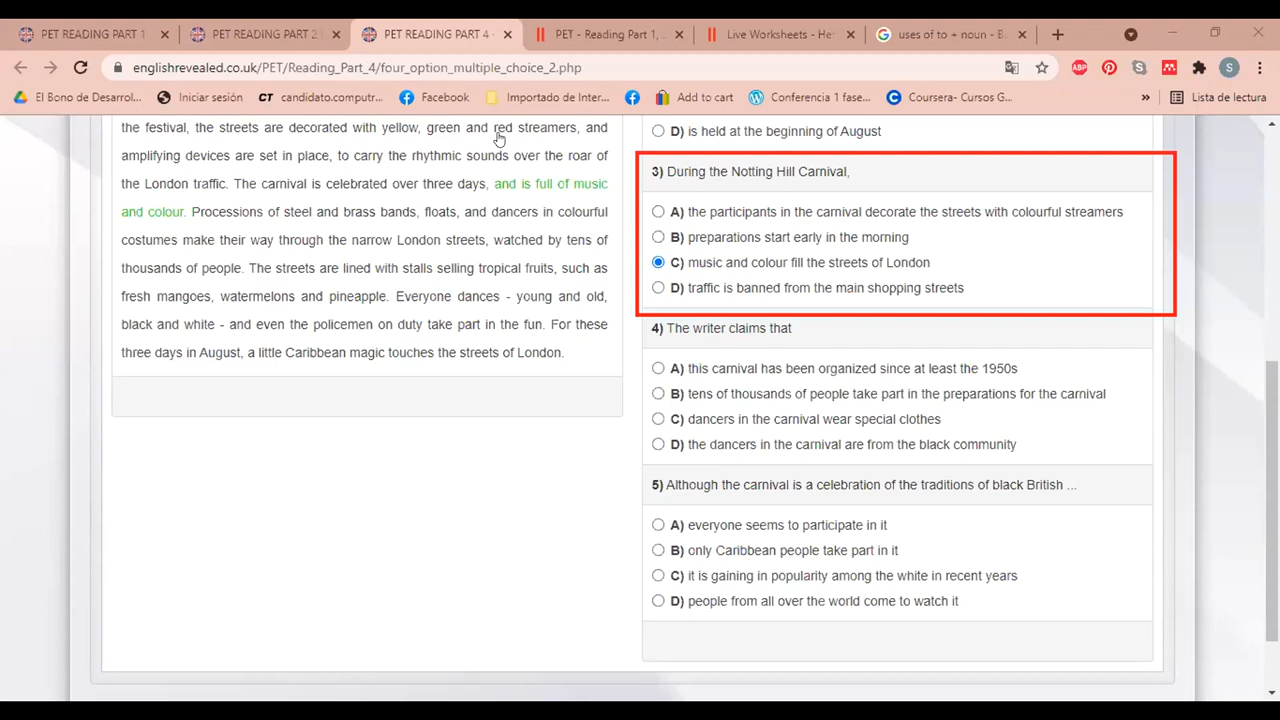 PET READING PART 1
PET READING PART 2
PET READING PART 4
PET - Reading Part 1,
Live Worksheets - He
uses of to + noun - B
englishrevealed.co.uk/PET/Reading_Part_4/four_option_multiple_choice_2.php
ABP
S
El Bono de Desarrol...
Iniciar sesión
CT candidato.computr...
Facebook
Importado de Inter...
Add to cart
Conferencia 1 fase...
Coursera- Cursos G...
»
Lista de lectura
the festival, the streets are decorated with yellow, green and red streamers, and
amplifying devices are set in place, to carry the rhythmic sounds over the roar of
the London traffic. The carnival is celebrated over three days, and is full of music
and colour. Processions of steel and brass bands, floats, and dancers in colourful
costumes make their way through the narrow London streets, watched by tens of
thousands of people. The streets are lined with stalls selling tropical fruits, such as
fresh mangoes, watermelons and pineapple. Everyone dances - young and old,
black and white - and even the policemen on duty take part in the fun. For these
three days in August, a little Caribbean magic touches the streets of London.
D) is held at the beginning of August
3) During the Notting Hill Carnival,
A) the participants in the carnival decorate the streets with colourful streamers
B) preparations start early in the morning
C) music and colour fill the streets of London
D) traffic is banned from the main shopping streets
4) The writer claims that
A) this carnival has been organized since at least the 1950s
B) tens of thousands of people take part in the preparations for the carnival
C) dancers in the carnival wear special clothes
D) the dancers in the carnival are from the black community
5) Although the carnival is a celebration of the traditions of black British ...
A) everyone seems to participate in it
B) only Caribbean people take part in it
C) it is gaining in popularity among the white in recent years
D) people from all over the world come to watch it